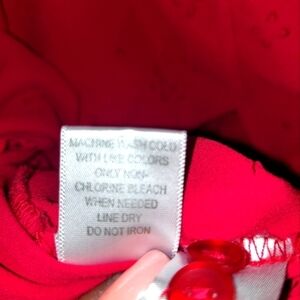 MACHINE WASH COLD
WITH LIKE COLORS
ONLY NON-
CHLORINE BLEACH
WHEN NEEDED
LINE DRY
DO NOT IRON